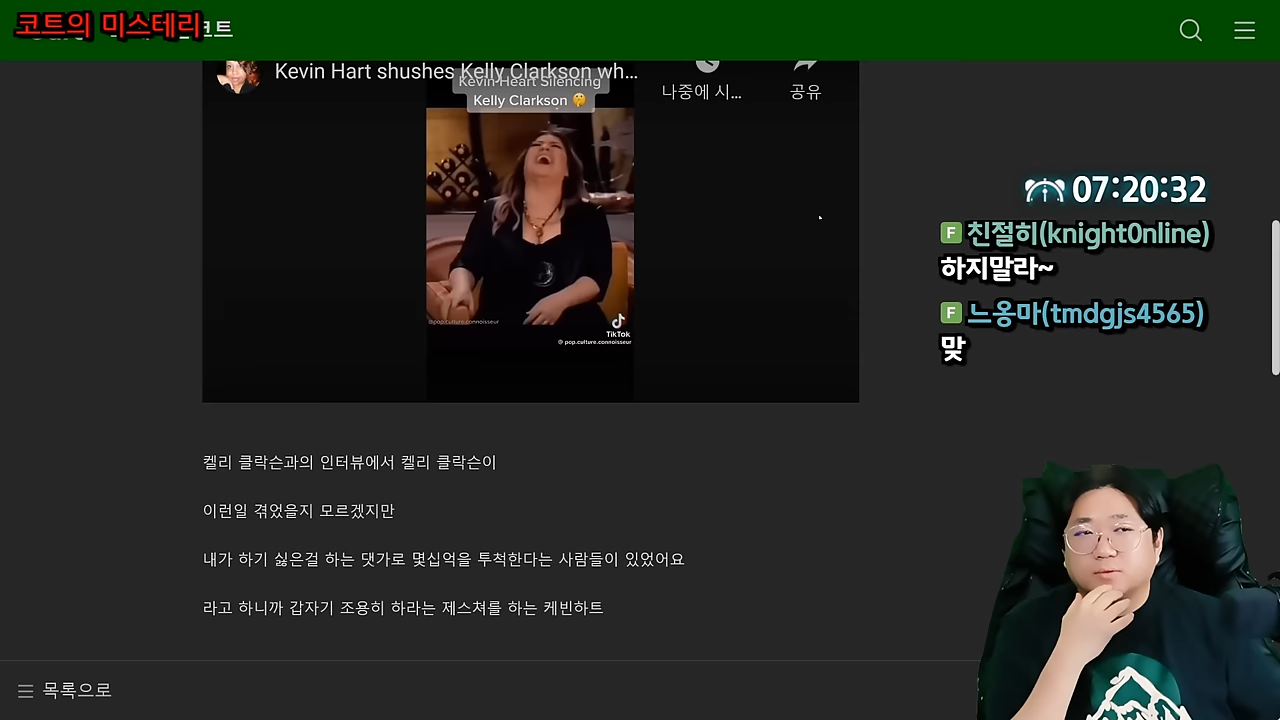 코트의 미스테리
코트
Kevin Hart shushes Kelly Clarkson wh...
나중에 시...
공유
Kevin Heart Silencing
Kelly Clarkson 🤫
@pop.culture.connoisseur
TikTok
@ pop.culture.connoisseur
07:20:32
F 친절히(knight0nline)
하지말라~
F 느옹마(tmdgjs4565)
맞
켈리 클락슨과의 인터뷰에서 켈리 클락슨이
이런일 겪었을지 모르겠지만
내가 하기 싫은걸 하는 댓가로 몇십억을 투척한다는 사람들이 있었어요
라고 하니까 갑자기 조용히 하라는 제스쳐를 하는 케빈하트
목록으로